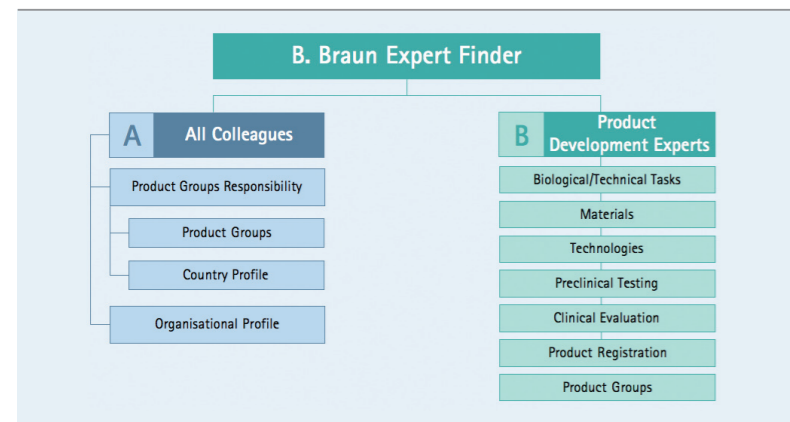 B. Braun Expert Finder
A
All Colleagues
Product Groups Responsibility
Product Groups
Country Profile
Organisational Profile
B
Product
Development Experts
Biological/Technical Tasks
Materials
Technologies
Preclinical Testing
Clinical Evaluation
Product Registration
Product Groups